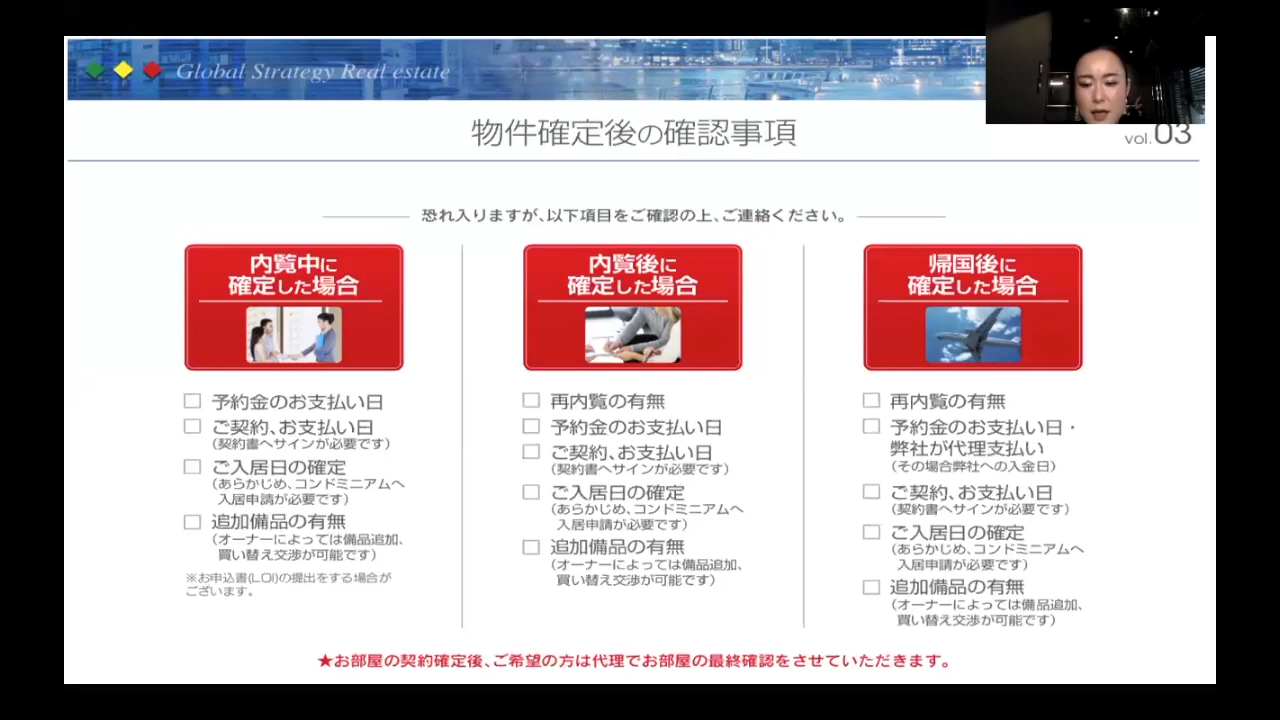 Global Strategy Real estate
物件確定後の確認事項
vol.03
恐れ入りますが、以下項目をご確認の上、ご連絡ください。
内覧中に
確定した場合
□ 予約金のお支払い日
□ ご契約、お支払い日
（契約書へサインが必要です）
□ ご入居日の確定
（あらかじめ、コンドミニアムへ
入居申請が必要です）
□ 追加備品の有無
（オーナーによっては備品追加、
買い替え交渉が可能です）
※お申込書(LOI)の提出をする場合が
ございます。
内覧後に
確定した場合
□ 再内覧の有無
□ 予約金のお支払い日
□ ご契約、お支払い日
（契約書へサインが必要です）
□ ご入居日の確定
（あらかじめ、コンドミニアムへ
入居申請が必要です）
□ 追加備品の有無
（オーナーによっては備品追加、
買い替え交渉が可能です）
帰国後に
確定した場合
□ 再内覧の有無
□ 予約金のお支払い日・
弊社が代理支払い
（その場合弊社への入金日）
□ ご契約、お支払い日
（契約書へサインが必要です）
□ ご入居日の確定
（あらかじめ、コンドミニアムへ
入居申請が必要です）
□ 追加備品の有無
（オーナーによっては備品追加、
買い替え交渉が可能です）
★お部屋の契約確定後、ご希望の方は代理でお部屋の最終確認をさせていただきます。